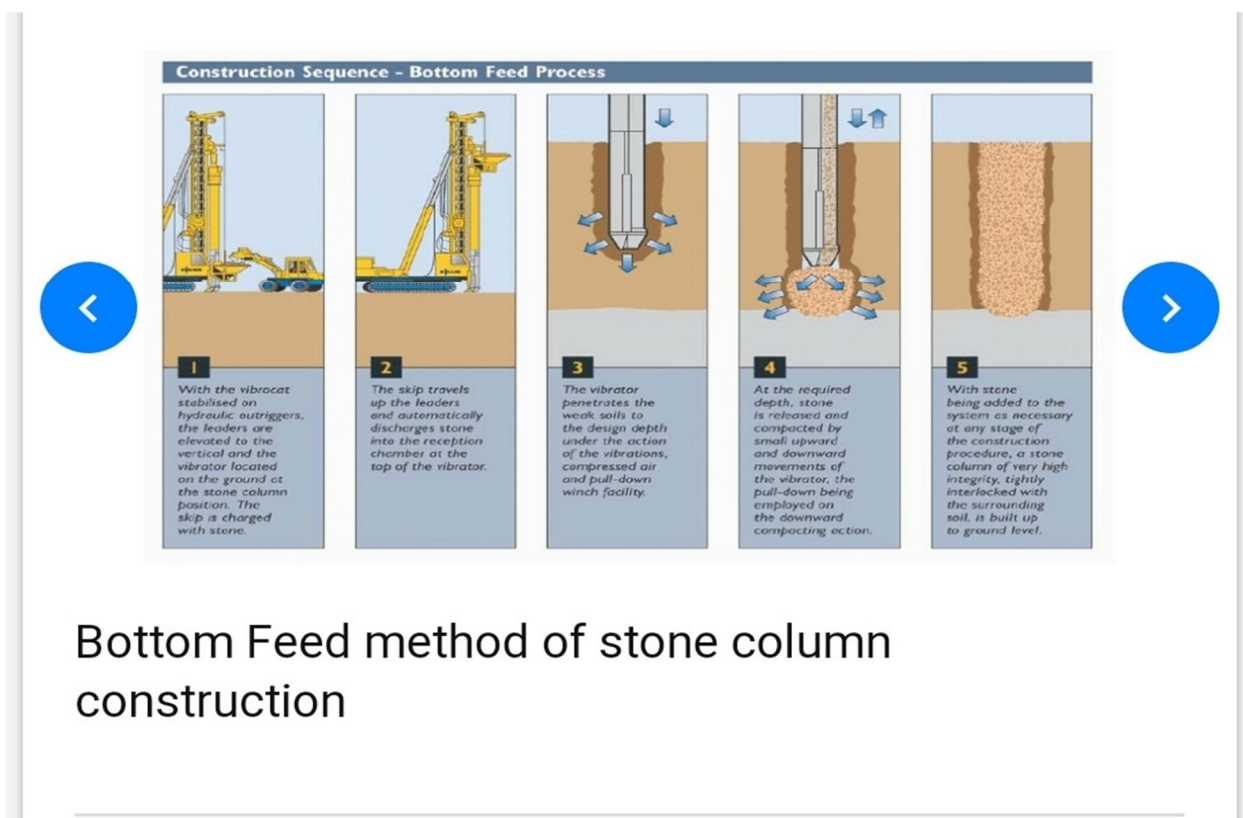 Construction Sequence - Bottom Feed Process
1
With the vibrocat
stabilised on
hydraulic outriggers,
the leaders are
elevated to the
vertical and the
vibrator located
on the ground at
the stone column
position. The
skip is charged
with stone.
2
The skip travels
up the leaders
and automatically
discharges stone
into the reception
chamber at the
top of the vibrator.
3
The vibrator
penetrates the
weak soils to
the design depth
under the action
of the vibrations,
compressed air
and pull-down
winch facility.
4
At the required
depth, stone
is released and
compacted by
small upward
and downward
movements of
the vibrator, the
pull-down being
employed on
the downward
compacting action.
5
With stone
being added to the
system as necessary
at any stage of
the construction
procedure, a stone
column of very high
integrity, tightly
interlocked with
the surrounding
soil, is built up
to ground level.
Bottom Feed method of stone column
construction